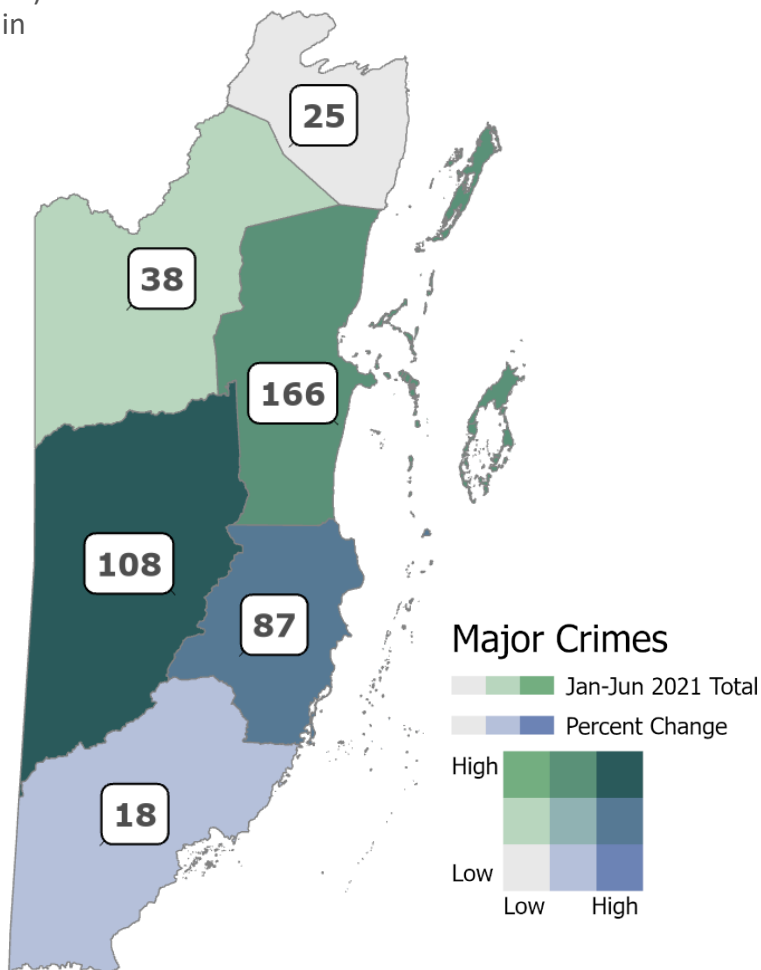 in
25
38
166
108
87
18
Major Crimes
Jan-Jun 2021 Total
Percent Change
High
Low
Low High